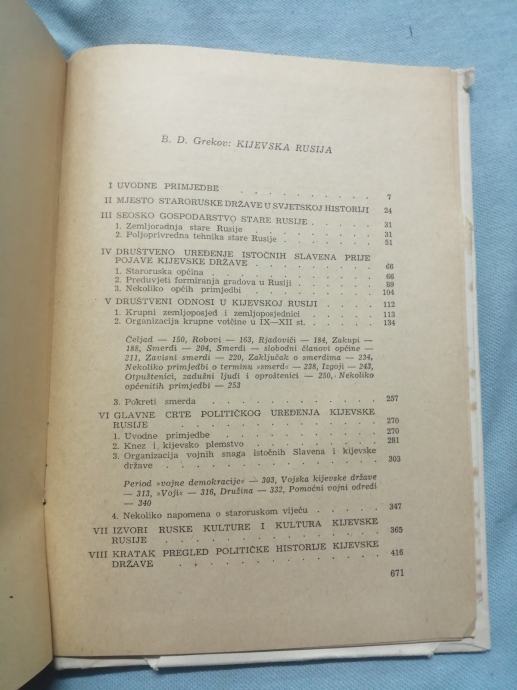 B. D. Grekov: KIJEVSKA RUSIJA
I UVODNE PRIMJEDBE . . . . . . . . . 7
II MJESTO STARORUSKE DRŽAVE U SVJETSKOJ HISTORIJI 24
III SEOSKO GOSPODARSTVO STARE RUSIJE . . . . . 31
1. Zemljoradnja stare Rusije . . . . . . . 31
2. Poljoprivredna tehnika stare Rusije . . . . . 51
IV DRUŠTVENO UREĐENJE ISTOČNIH SLAVENA PRIJE
POJAVE KIJEVSKE DRŽAVE . . . . . . . 66
1. Staroruska općina . . . . . . . . . 66
2. Preduvjeti formiranja gradova u Rusiji . . . . 89
3. Nekoliko općih primjedbi . . . . . . . 104
V DRUŠTVENI ODNOSI U KIJEVSKOJ RUSIJI . . . . 112
1. Krupni zemljoposjed i zemljoposjednici . . . . 113
2. Organizacija krupne votčine u IX—XII st. . . . 134
Čeljad — 150, Robovi — 163, Rjadoviči — 184, Zakupi —
188, Smerdi — 204, Smerdi — slobodni članovi općine —
211, Zavisni smerdi — 220, Zaključak o smerdima — 234,
Nekoliko primjedbi o terminu »smerd« — 238, Izgoji — 243,
Otpuštenici, zadužni ljudi i oproštenici — 250, Nekoliko
općenitih primjedbi — 253
3. Pokreti smerda . . . . . . . . . 257
VI GLAVNE CRTE POLITIČKOG UREĐENJA KIJEVSKE
RUSIJE . . . . . . . . . . . 270
1. Uvodne primjedbe . . . . . . . . . 270
2. Knez i kijevsko plemstvo . . . . . . . 281
3. Organizacija vojnih snaga istočnih Slavena i kijevske
države . . . . . . . . . . . 303
Period »vojne demokracije« — 303, Vojska kijevske države
— 313, »Voji« — 316, Družina — 332, Pomoćni vojni odredi
— 340
4. Nekoliko napomena o staroruskom vijeću . . . . 347
VII IZVORI RUSKE KULTURE I KULTURA KIJEVSKE
RUSIJE . . . . . . . . . . . 365
VIII KRATAK PREGLED POLITIČKE HISTORIJE KIJEVSKE
DRŽAVE . . . . . . . . . . . 416
671